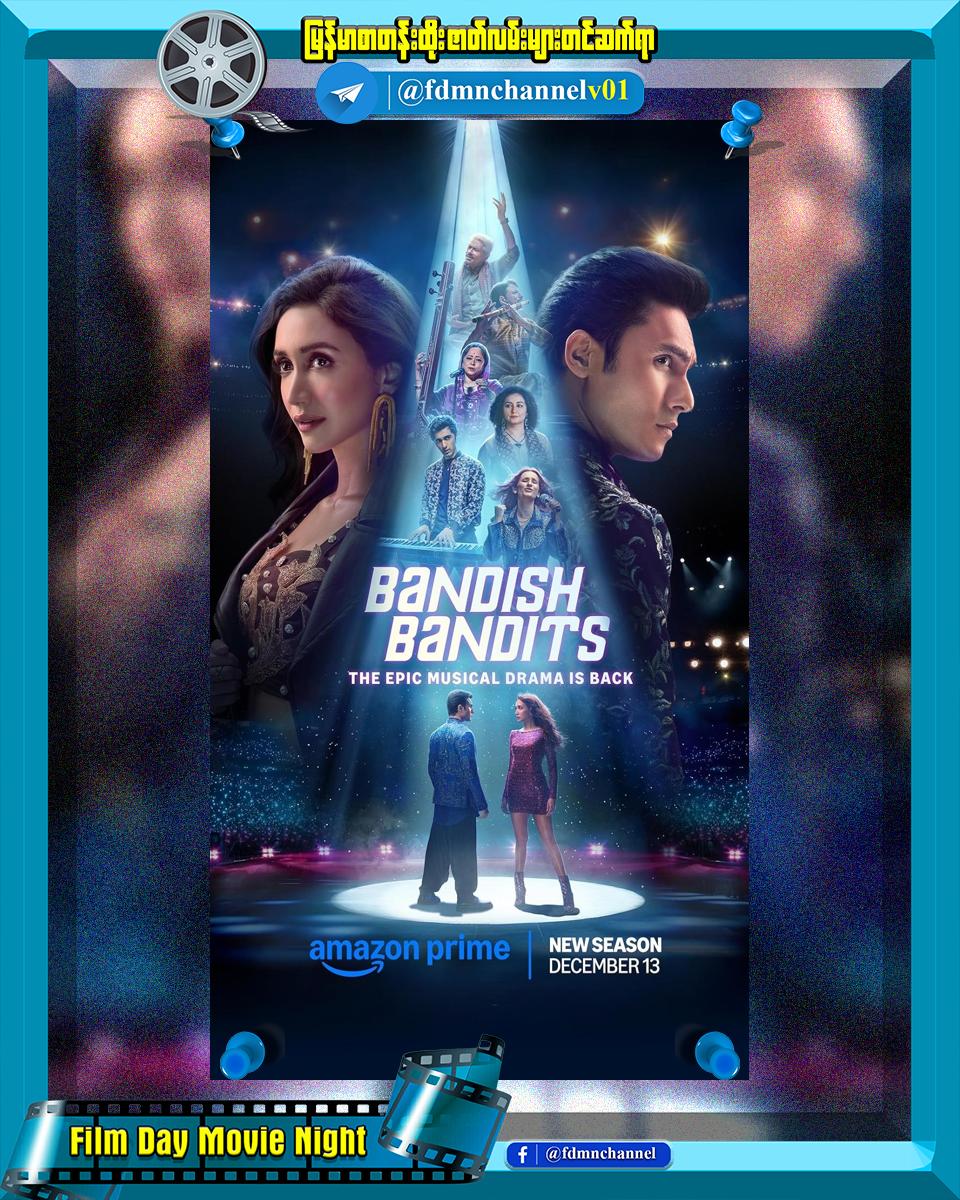 မြန်မာစာတန်းထိုးဇာတ်လမ်းများတင်ဆက်ရာ
@fdmnchannelv01
BANDISH
BANDITS
THE EPIC MUSICAL DRAMA IS BACK
amazon prime
NEW SEASON
DECEMBER 13
Film Day Movie Night
f
@fdmnchannel